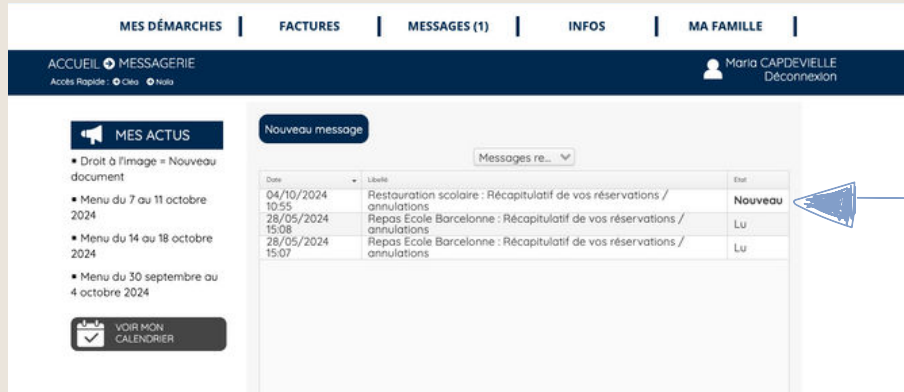 MES DÉMARCHES FACTURES MESSAGES (1) INFOS MA FAMILLE
ACCUEIL MESSAGERIE
Accès Rapide : Cléo Nola
Maria CAPDEVIELLE
Déconnexion
MES ACTUS
Droit à l'image = Nouveau
document
Menu du 7 au 11 octobre
2024
Menu du 14 au 18 octobre
2024
Menu du 30 septembre au
4 octobre 2024
VOIR MON
CALENDRIER
Nouveau message
Messages re...
Date Libellé Etat
04/10/2024
10:55
Restauration scolaire : Récapitulatif de vos réservations /
annulations
Nouveau
28/05/2024
15:08
Repas Ecole Barcelonne : Récapitulatif de vos réservations /
annulations
Lu
28/05/2024
15:07
Repas Ecole Barcelonne : Récapitulatif de vos réservations /
annulations
Lu